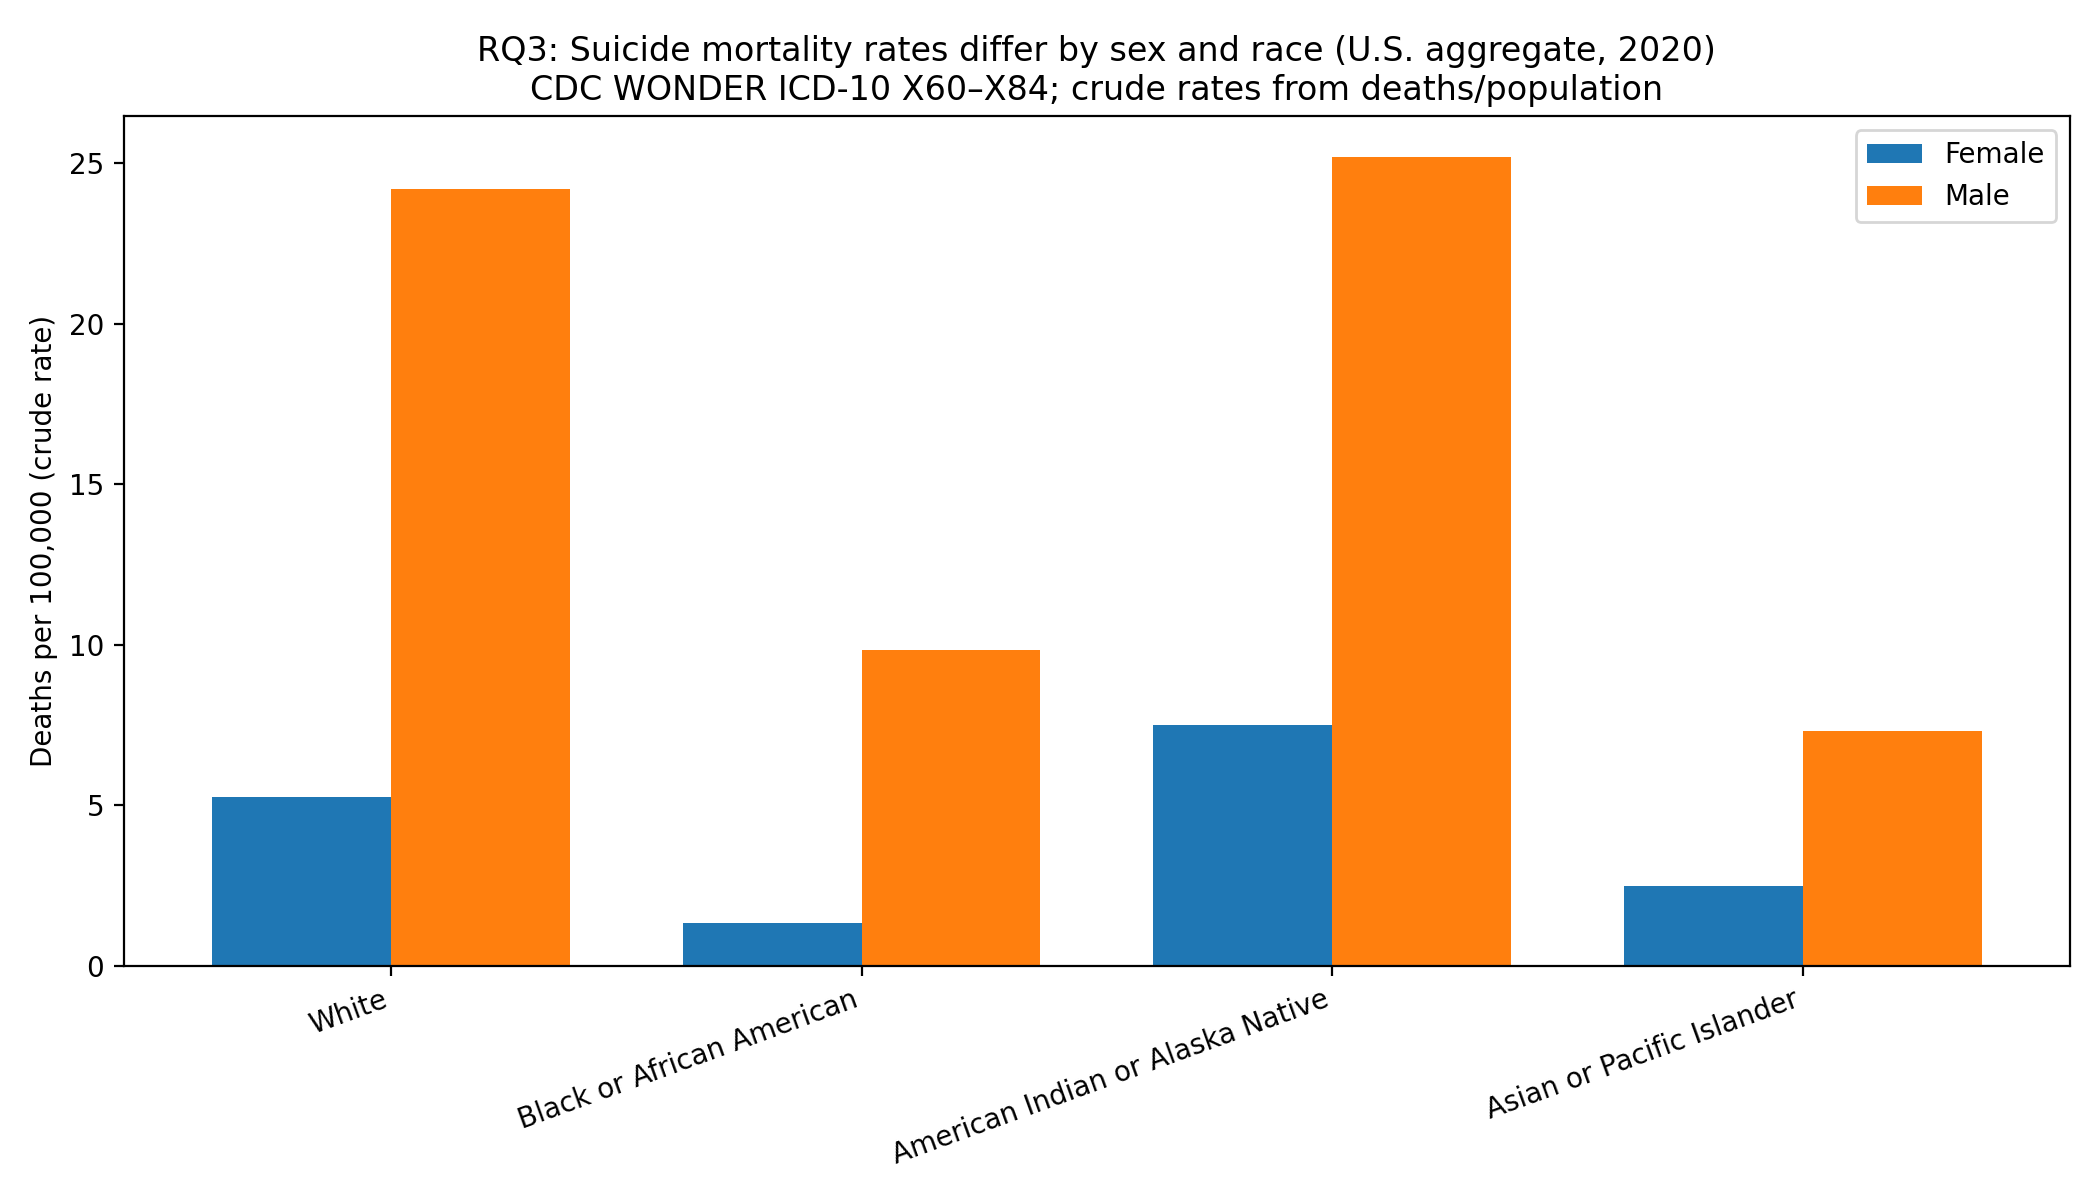 RQ3: Suicide mortality rates differ by sex and race (U.S. aggregate, 2020)
CDC WONDER ICD-10 X60–X84; crude rates from deaths/population
Female
Male
Deaths per 100,000 (crude rate)
25
20
15
10
5
0
White
Black or African American
American Indian or Alaska Native
Asian or Pacific Islander